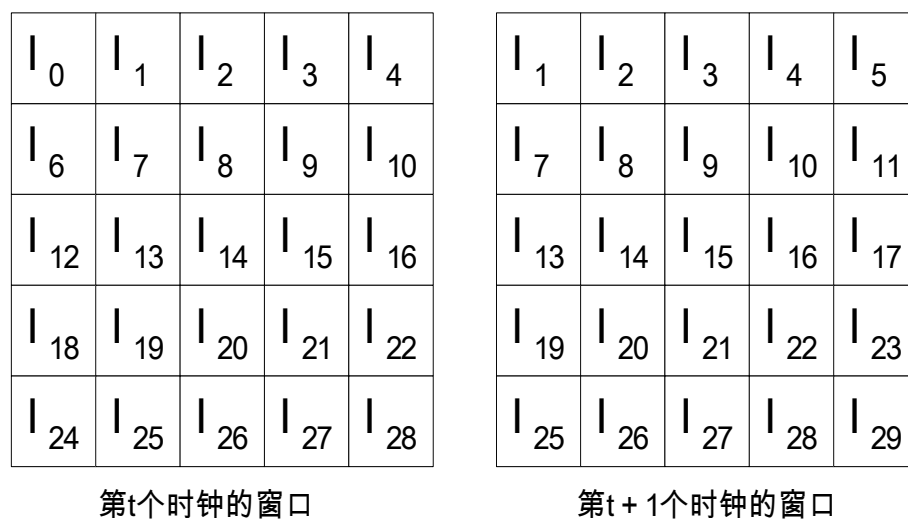 I0 I1 I2 I3 I4
I6 I7 I8 I9 I10
I12 I13 I14 I15 I16
I18 I19 I20 I21 I22
I24 I25 I26 I27 I28
第t个时钟的窗口
I1 I2 I3 I4 I5
I7 I8 I9 I10 I11
I13 I14 I15 I16 I17
I19 I20 I21 I22 I23
I25 I26 I27 I28 I29
第t + 1个时钟的窗口